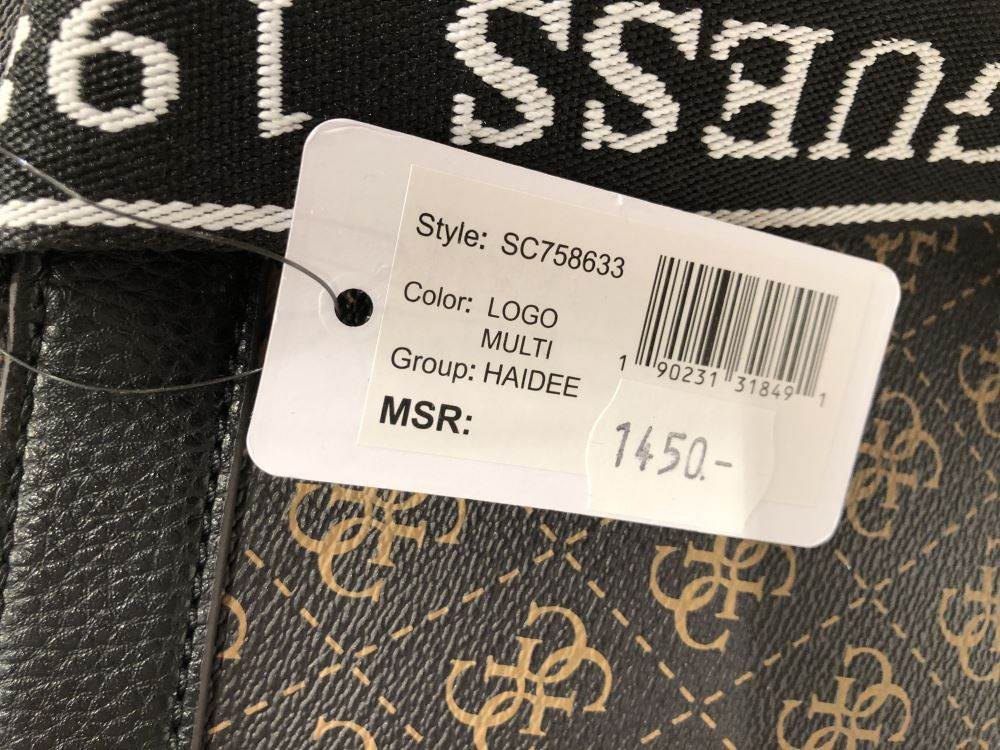 GUESS 19
Style: SC758633
Color: LOGO
MULTI
Group: HAIDEE
MSR:
1 90231 31849 1
1450.-